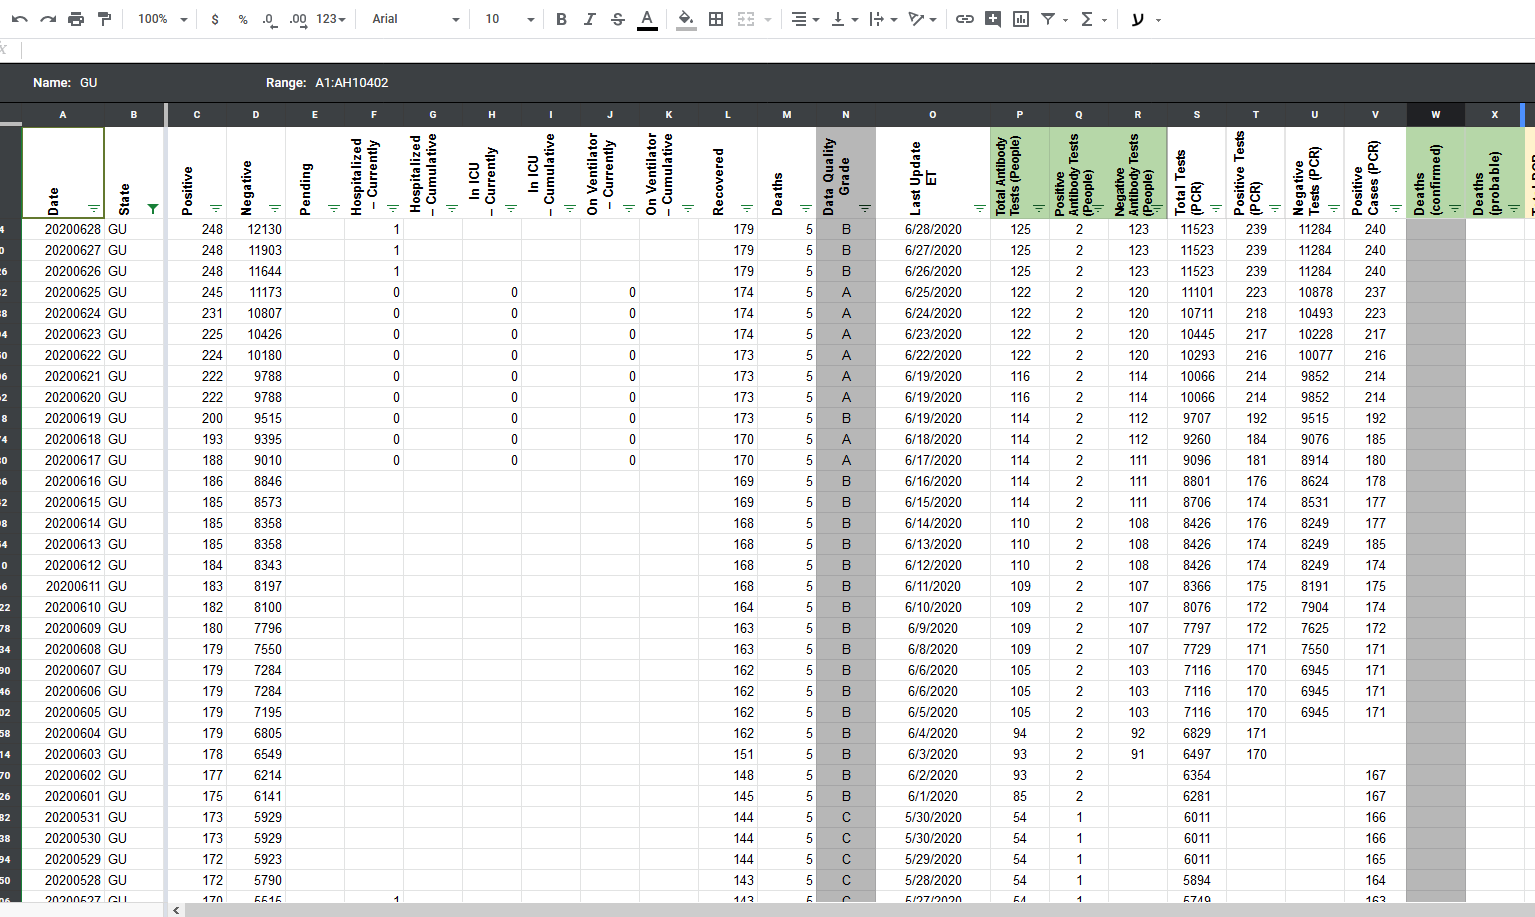 100% $ % .0 .00 123 Arial 10 B I S A
Name: GU Range: A1:AH10402
A B C D E F G H I J K L M N O P Q R S T U V W X
Date State Positive Negative Pending Hospitalized – Currently Hospitalized – Cumulative In ICU – Currently In ICU – Cumulative On Ventilator – Currently On Ventilator – Cumulative Recovered Deaths Data Quality Grade Last Update ET Total Antibody Tests (People) Positive Antibody Tests (People) Negative Antibody Tests (People) Total Tests (PCR) Positive Tests (PCR) Negative Tests (PCR) Positive Cases (PCR) Deaths (confirmed) Deaths (probable)
20200628 GU 248 12130 1 179 5 B 6/28/2020 125 2 123 11523 239 11284 240
20200627 GU 248 11903 1 179 5 B 6/27/2020 125 2 123 11523 239 11284 240
20200626 GU 248 11644 1 179 5 B 6/26/2020 125 2 123 11523 239 11284 240
20200625 GU 245 11173 0 0 0 174 5 A 6/25/2020 122 2 120 11101 223 10878 237
20200624 GU 231 10807 0 0 0 174 5 A 6/24/2020 122 2 120 10711 218 10493 223
20200623 GU 225 10426 0 0 0 174 5 A 6/23/2020 122 2 120 10445 217 10228 217
20200622 GU 224 10180 0 0 0 173 5 A 6/22/2020 122 2 120 10293 216 10077 216
20200621 GU 222 9788 0 0 0 173 5 A 6/19/2020 116 2 114 10066 214 9852 214
20200620 GU 222 9788 0 0 0 173 5 A 6/19/2020 116 2 114 10066 214 9852 214
20200619 GU 200 9515 0 0 0 173 5 B 6/19/2020 114 2 112 9707 192 9515 192
20200618 GU 193 9395 0 0 0 170 5 A 6/18/2020 114 2 112 9260 184 9076 185
20200617 GU 188 9010 0 0 0 170 5 A 6/17/2020 114 2 111 9096 181 8914 180
20200616 GU 186 8846 169 5 B 6/16/2020 114 2 111 8801 176 8624 178
20200615 GU 185 8573 169 5 B 6/15/2020 114 2 111 8706 174 8531 177
20200614 GU 185 8358 168 5 B 6/14/2020 110 2 108 8426 176 8249 177
20200613 GU 185 8358 168 5 B 6/13/2020 110 2 108 8426 174 8249 185
20200612 GU 184 8343 168 5 B 6/12/2020 110 2 108 8426 174 8249 174
20200611 GU 183 8197 168 5 B 6/11/2020 109 2 107 8366 175 8191 175
20200610 GU 182 8100 164 5 B 6/10/2020 109 2 107 8076 172 7904 174
20200609 GU 180 7796 163 5 B 6/9/2020 109 2 107 7797 172 7625 172
20200608 GU 179 7550 163 5 B 6/8/2020 109 2 107 7729 171 7550 171
20200607 GU 179 7284 162 5 B 6/6/2020 105 2 103 7116 170 6945 171
20200606 GU 179 7284 162 5 B 6/6/2020 105 2 103 7116 170 6945 171
20200605 GU 179 7195 162 5 B 6/5/2020 105 2 103 7116 170 6945 171
20200604 GU 179 6805 162 5 B 6/4/2020 94 2 92 6829 171
20200603 GU 178 6549 151 5 B 6/3/2020 93 2 91 6497 170
20200602 GU 177 6214 148 5 B 6/2/2020 93 2 6354 167
20200601 GU 175 6141 145 5 B 6/1/2020 85 2 6281 167
20200531 GU 173 5929 144 5 C 5/30/2020 54 1 6011 166
20200530 GU 173 5929 144 5 C 5/30/2020 54 1 6011 166
20200529 GU 172 5923 144 5 C 5/29/2020 54 1 6011 165
20200528 GU 172 5790 143 5 C 5/28/2020 54 1 5894 164
20200527 GU 170 5615 1 143 5 C 5/27/2020 54 1 5749 163